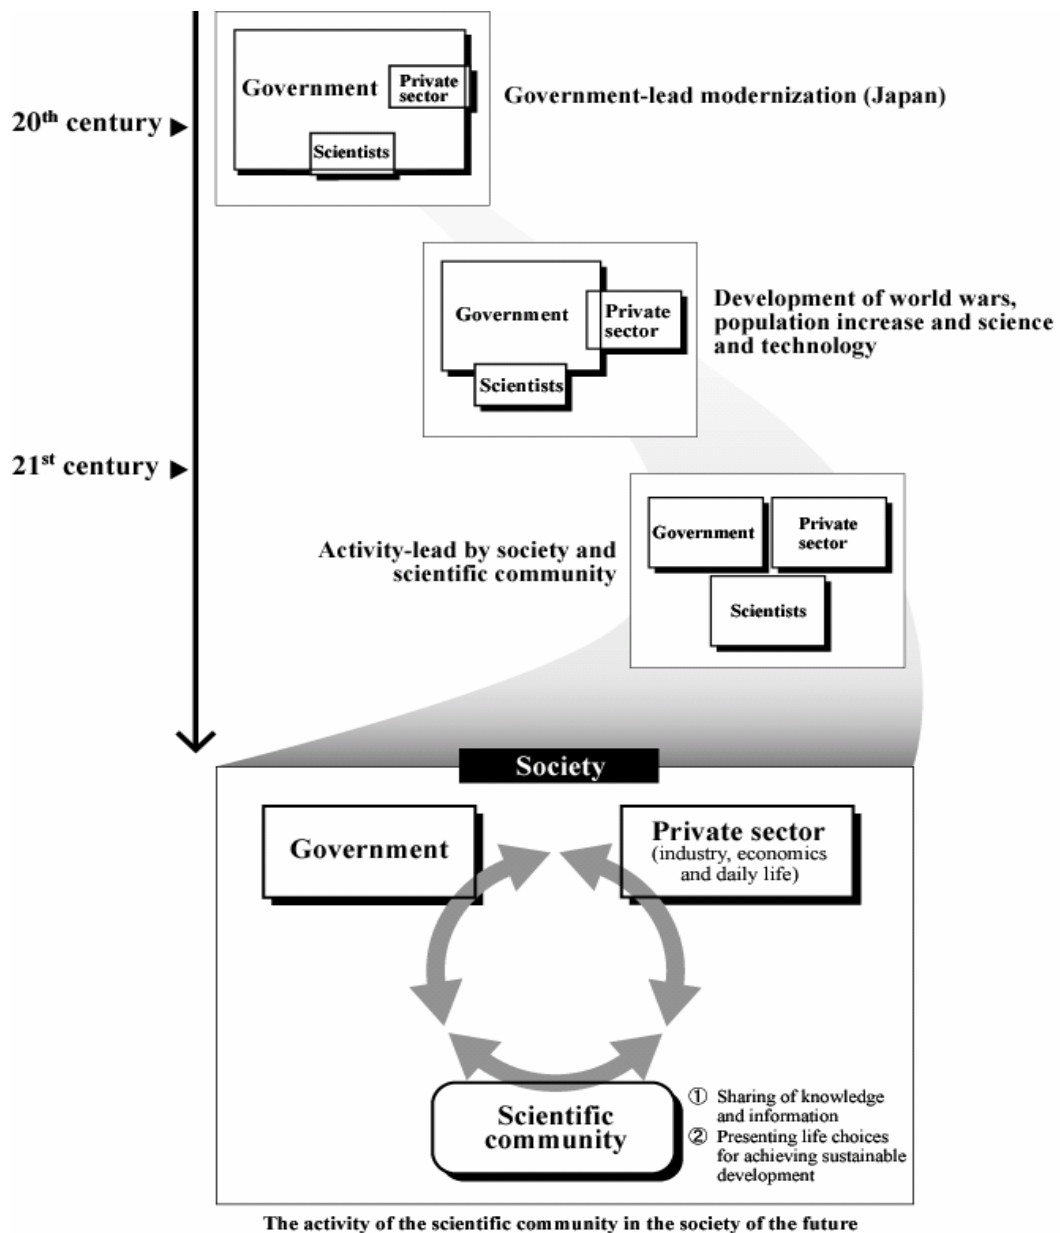 Government
Private
sector
Scientists
Government-lead modernization (Japan)
20th century
Government
Private
sector
Scientists
Development of world wars,
population increase and science
and technology
21st century
Activity-lead by society and
scientific community
Government
Private
sector
Scientists
Society
Government
Private sector
(industry, economics
and daily life)
Scientific
community
① Sharing of knowledge
and information
② Presenting life choices
for achieving sustainable
development
The activity of the scientific community in the society of the future